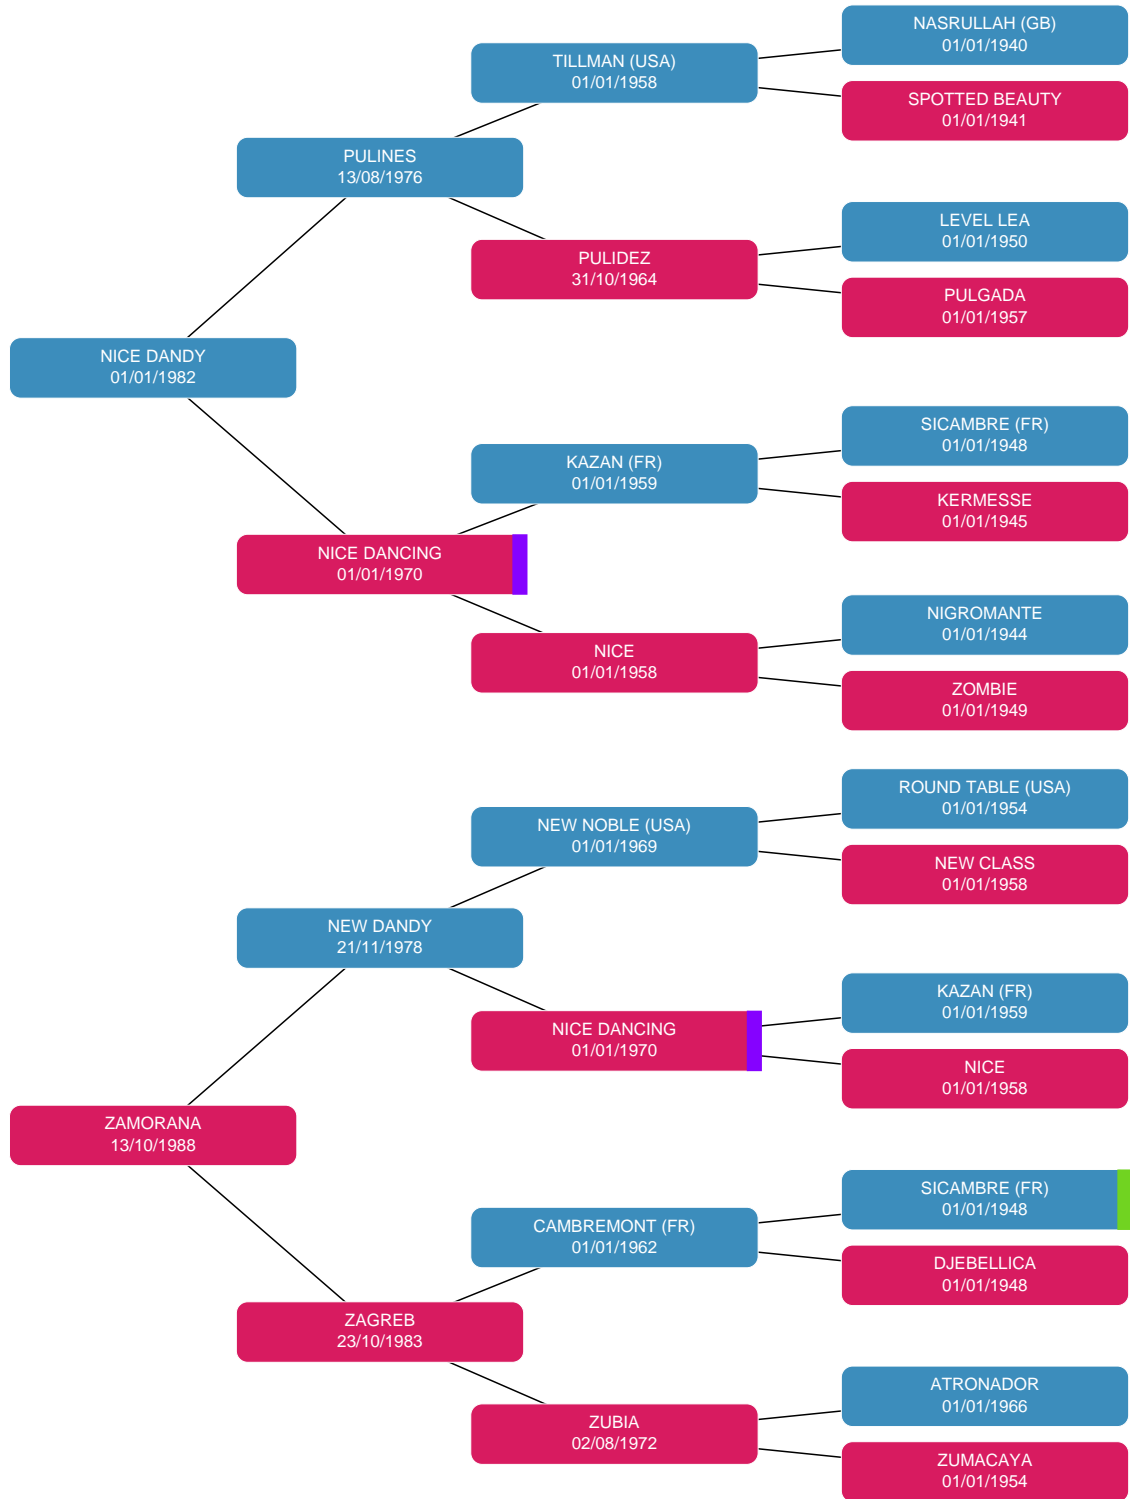 NASRULLAH (GB)
01/01/1940
TILLMAN (USA)
01/01/1958
SPOTTED BEAUTY
01/01/1941
PULINES
13/08/1976
LEVEL LEA
01/01/1950
PULIDEZ
31/10/1964
PULGADA
01/01/1957
NICE DANDY
01/01/1982
SICAMBRE (FR)
01/01/1948
KAZAN (FR)
01/01/1959
KERMESSE
01/01/1945
NICE DANCING
01/01/1970
NIGROMANTE
01/01/1944
NICE
01/01/1958
ZOMBIE
01/01/1949
ROUND TABLE (USA)
01/01/1954
NEW NOBLE (USA)
01/01/1969
NEW CLASS
01/01/1958
NEW DANDY
21/11/1978
KAZAN (FR)
01/01/1959
NICE DANCING
01/01/1970
NICE
01/01/1958
ZAMORANA
13/10/1988
SICAMBRE (FR)
01/01/1948
CAMBREMONT (FR)
01/01/1962
DJEBELLICA
01/01/1948
ZAGREB
23/10/1983
ATRONADOR
01/01/1966
ZUBIA
02/08/1972
ZUMACAYA
01/01/1954